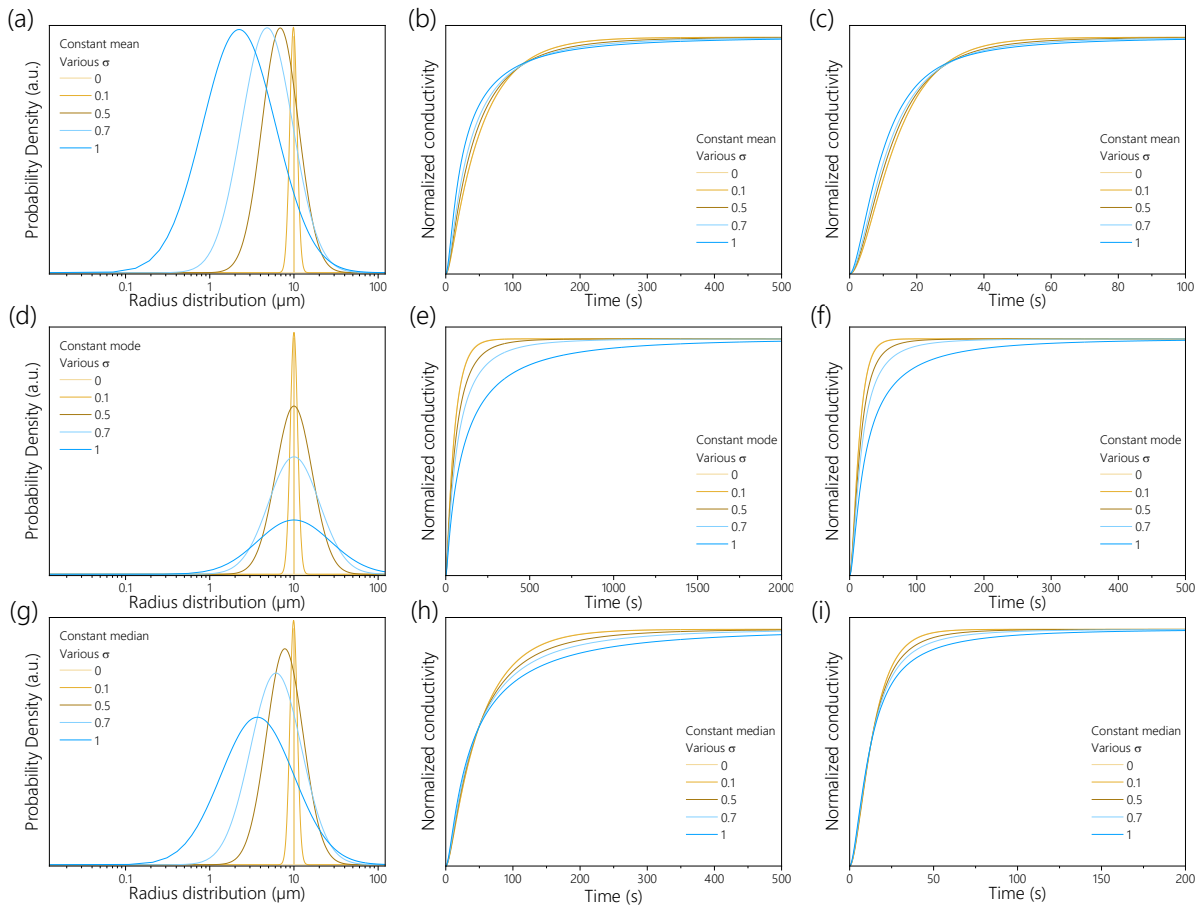 (a)
Probability Density (a.u.)
Constant mean
Various σ
0
0.1
0.5
0.7
1
0.1
1
10
100
Radius distribution (μm)
(b)
Normalized conductivity
Constant mean
Various σ
0
0.1
0.5
0.7
1
0
100
200
300
400
500
Time (s)
(c)
Normalized conductivity
Constant mean
Various σ
0
0.1
0.5
0.7
1
0
20
40
60
80
100
Time (s)
(d)
Probability Density (a.u.)
Constant mode
Various σ
0
0.1
0.5
0.7
1
0.1
1
10
100
Radius distribution (μm)
(e)
Normalized conductivity
Constant mode
Various σ
0
0.1
0.5
0.7
1
0
500
1000
1500
2000
Time (s)
(f)
Normalized conductivity
Constant mode
Various σ
0
0.1
0.5
0.7
1
0
100
200
300
400
500
Time (s)
(g)
Probability Density (a.u.)
Constant median
Various σ
0
0.1
0.5
0.7
1
0.1
1
10
100
Radius distribution (μm)
(h)
Normalized conductivity
Constant median
Various σ
0
0.1
0.5
0.7
1
0
100
200
300
400
500
Time (s)
(i)
Normalized conductivity
Constant median
Various σ
0
0.1
0.5
0.7
1
0
50
100
150
200
Time (s)